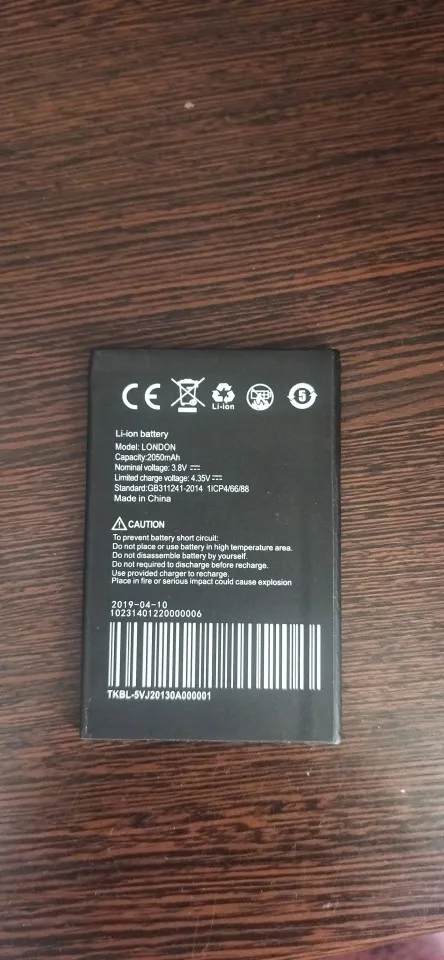 CE
Li-ion
5
Li-ion battery
Model: LONDON
Capacity:2050mAh
Nominal voltage: 3.8V
Limited charge voltage: 4.35V
Standard:GB311241-2014 1ICP4/66/88
Made in China
CAUTION
To prevent battery short circuit:
Do not place or use battery in high temperature area.
Do not disassemble battery by yourself.
Do not required to discharge before recharge.
Use provided charger to recharge.
Place in fire or serious impact could cause explosion
2019-04-10
10231401220000006
TKBL-5VJ20130A000001